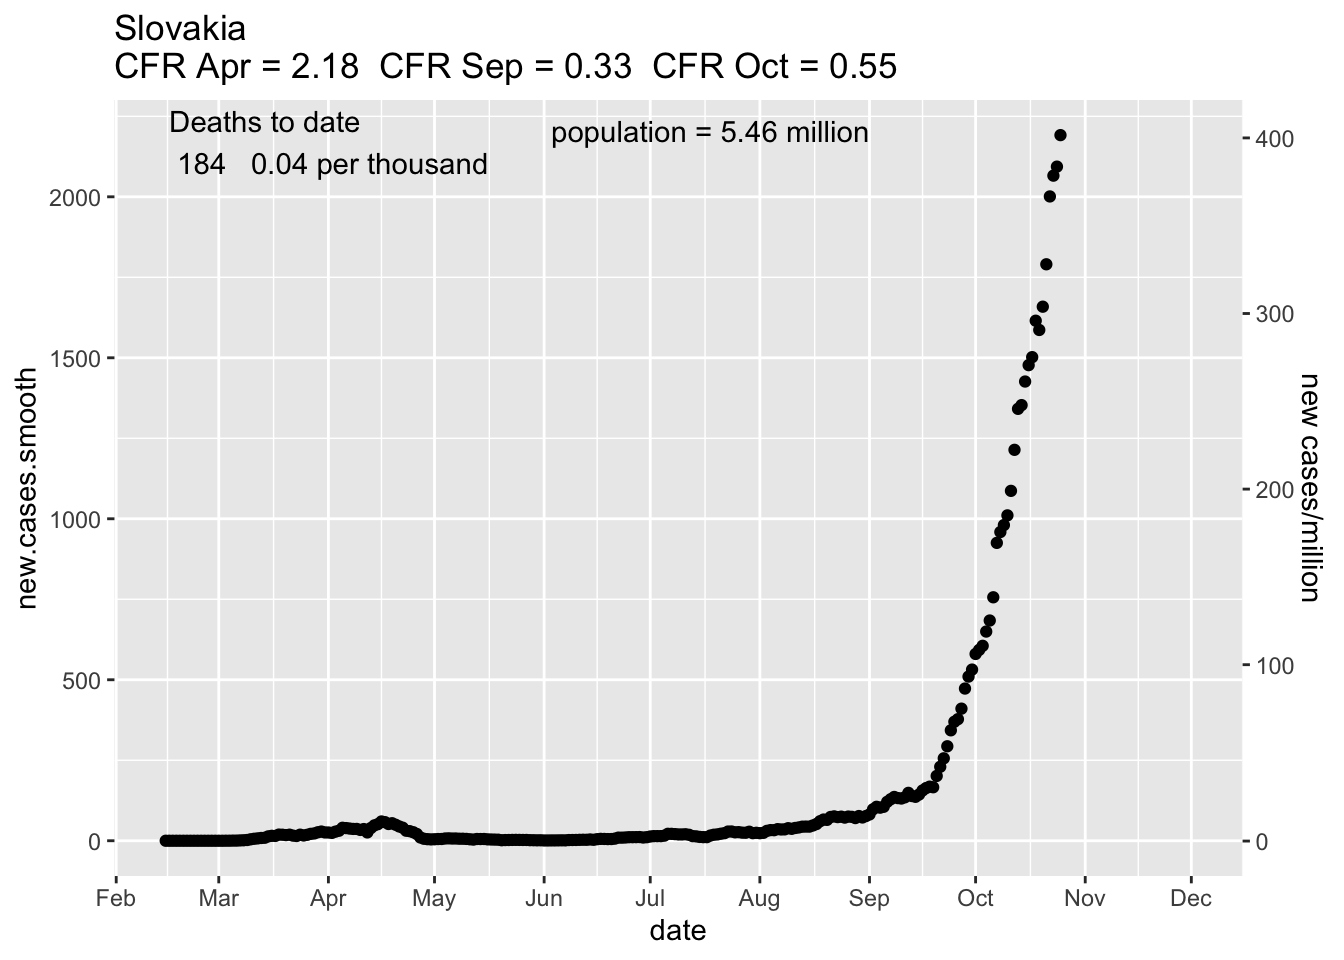 Slovakia
CFR Apr = 2.18  CFR Sep = 0.33  CFR Oct = 0.55
Deaths to date
184   0.04 per thousand
population = 5.46 million
new.cases.smooth
2000
1500
1000
500
0
400
300
200
100
0
new cases/million
Feb Mar Apr May Jun Jul Aug Sep Oct Nov Dec
date